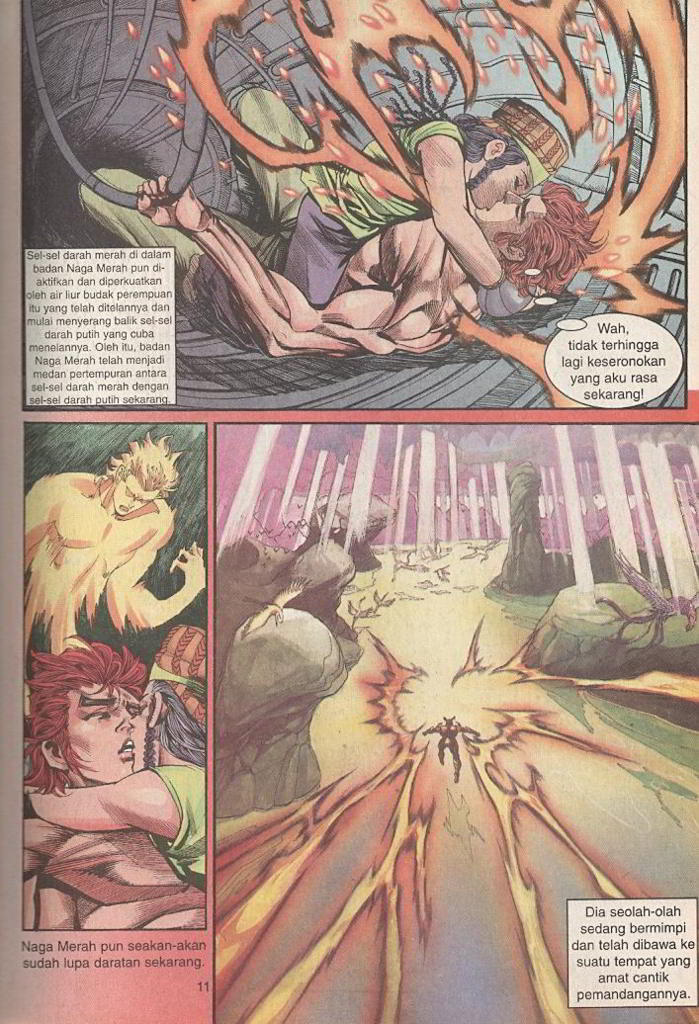 Sel-sel darah merah di dalam
badan Naga Merah pun di-
aktifkan dan diperkuatkan
oleh air liur budak perempuan
itu yang telah ditelannya dan
mulai menyerang balik sel-sel
darah putih yang cuba
menelannya. Oleh itu, badan
Naga Merah telah menjadi
medan pertempuran antara
sel-sel darah merah dengan
sel-sel darah putih sekarang.
Wah,
tidak terhingga
lagi keseronokan
yang aku rasa
sekarang!
Naga Merah pun seakan-akan
sudah lupa daratan sekarang.
Dia seolah-olah
sedang bermimpi
dan telah dibawa ke
suatu tempat yang
amat cantik
pemandangannya.
11